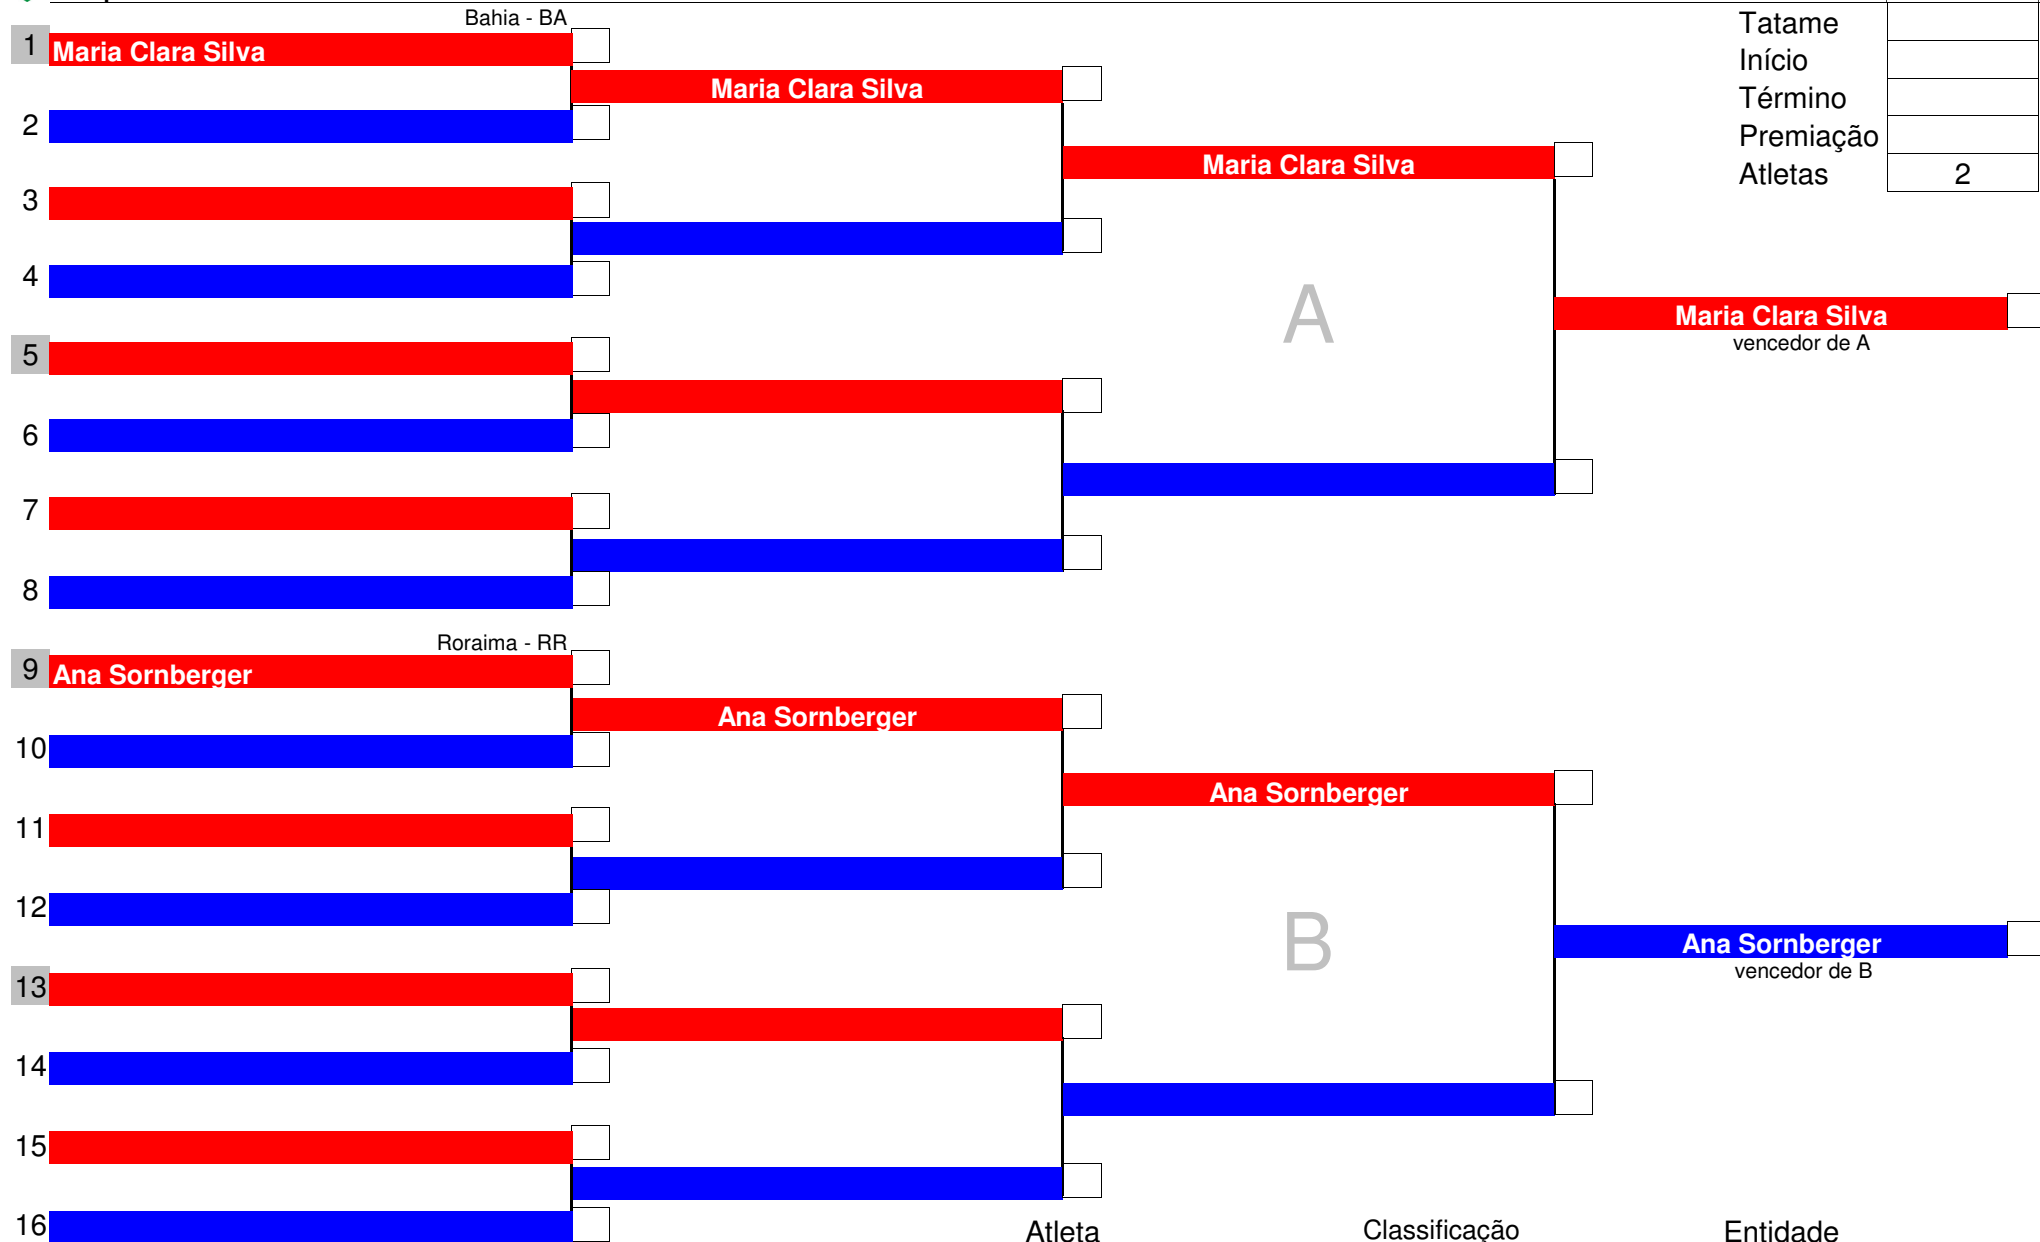 Bahia - BA
Tatame
1 Maria Clara Silva
Início
Maria Clara Silva
Término
2
Premiação
Maria Clara Silva
Atletas 2
3
4
A
Maria Clara Silva
vencedor de A
5
6
7
8
Roraima - RR
9 Ana Sornberger
Ana Sornberger
10
Ana Sornberger
11
12
B
Ana Sornberger
vencedor de B
13
14
15
16
Atleta Classificação Entidade